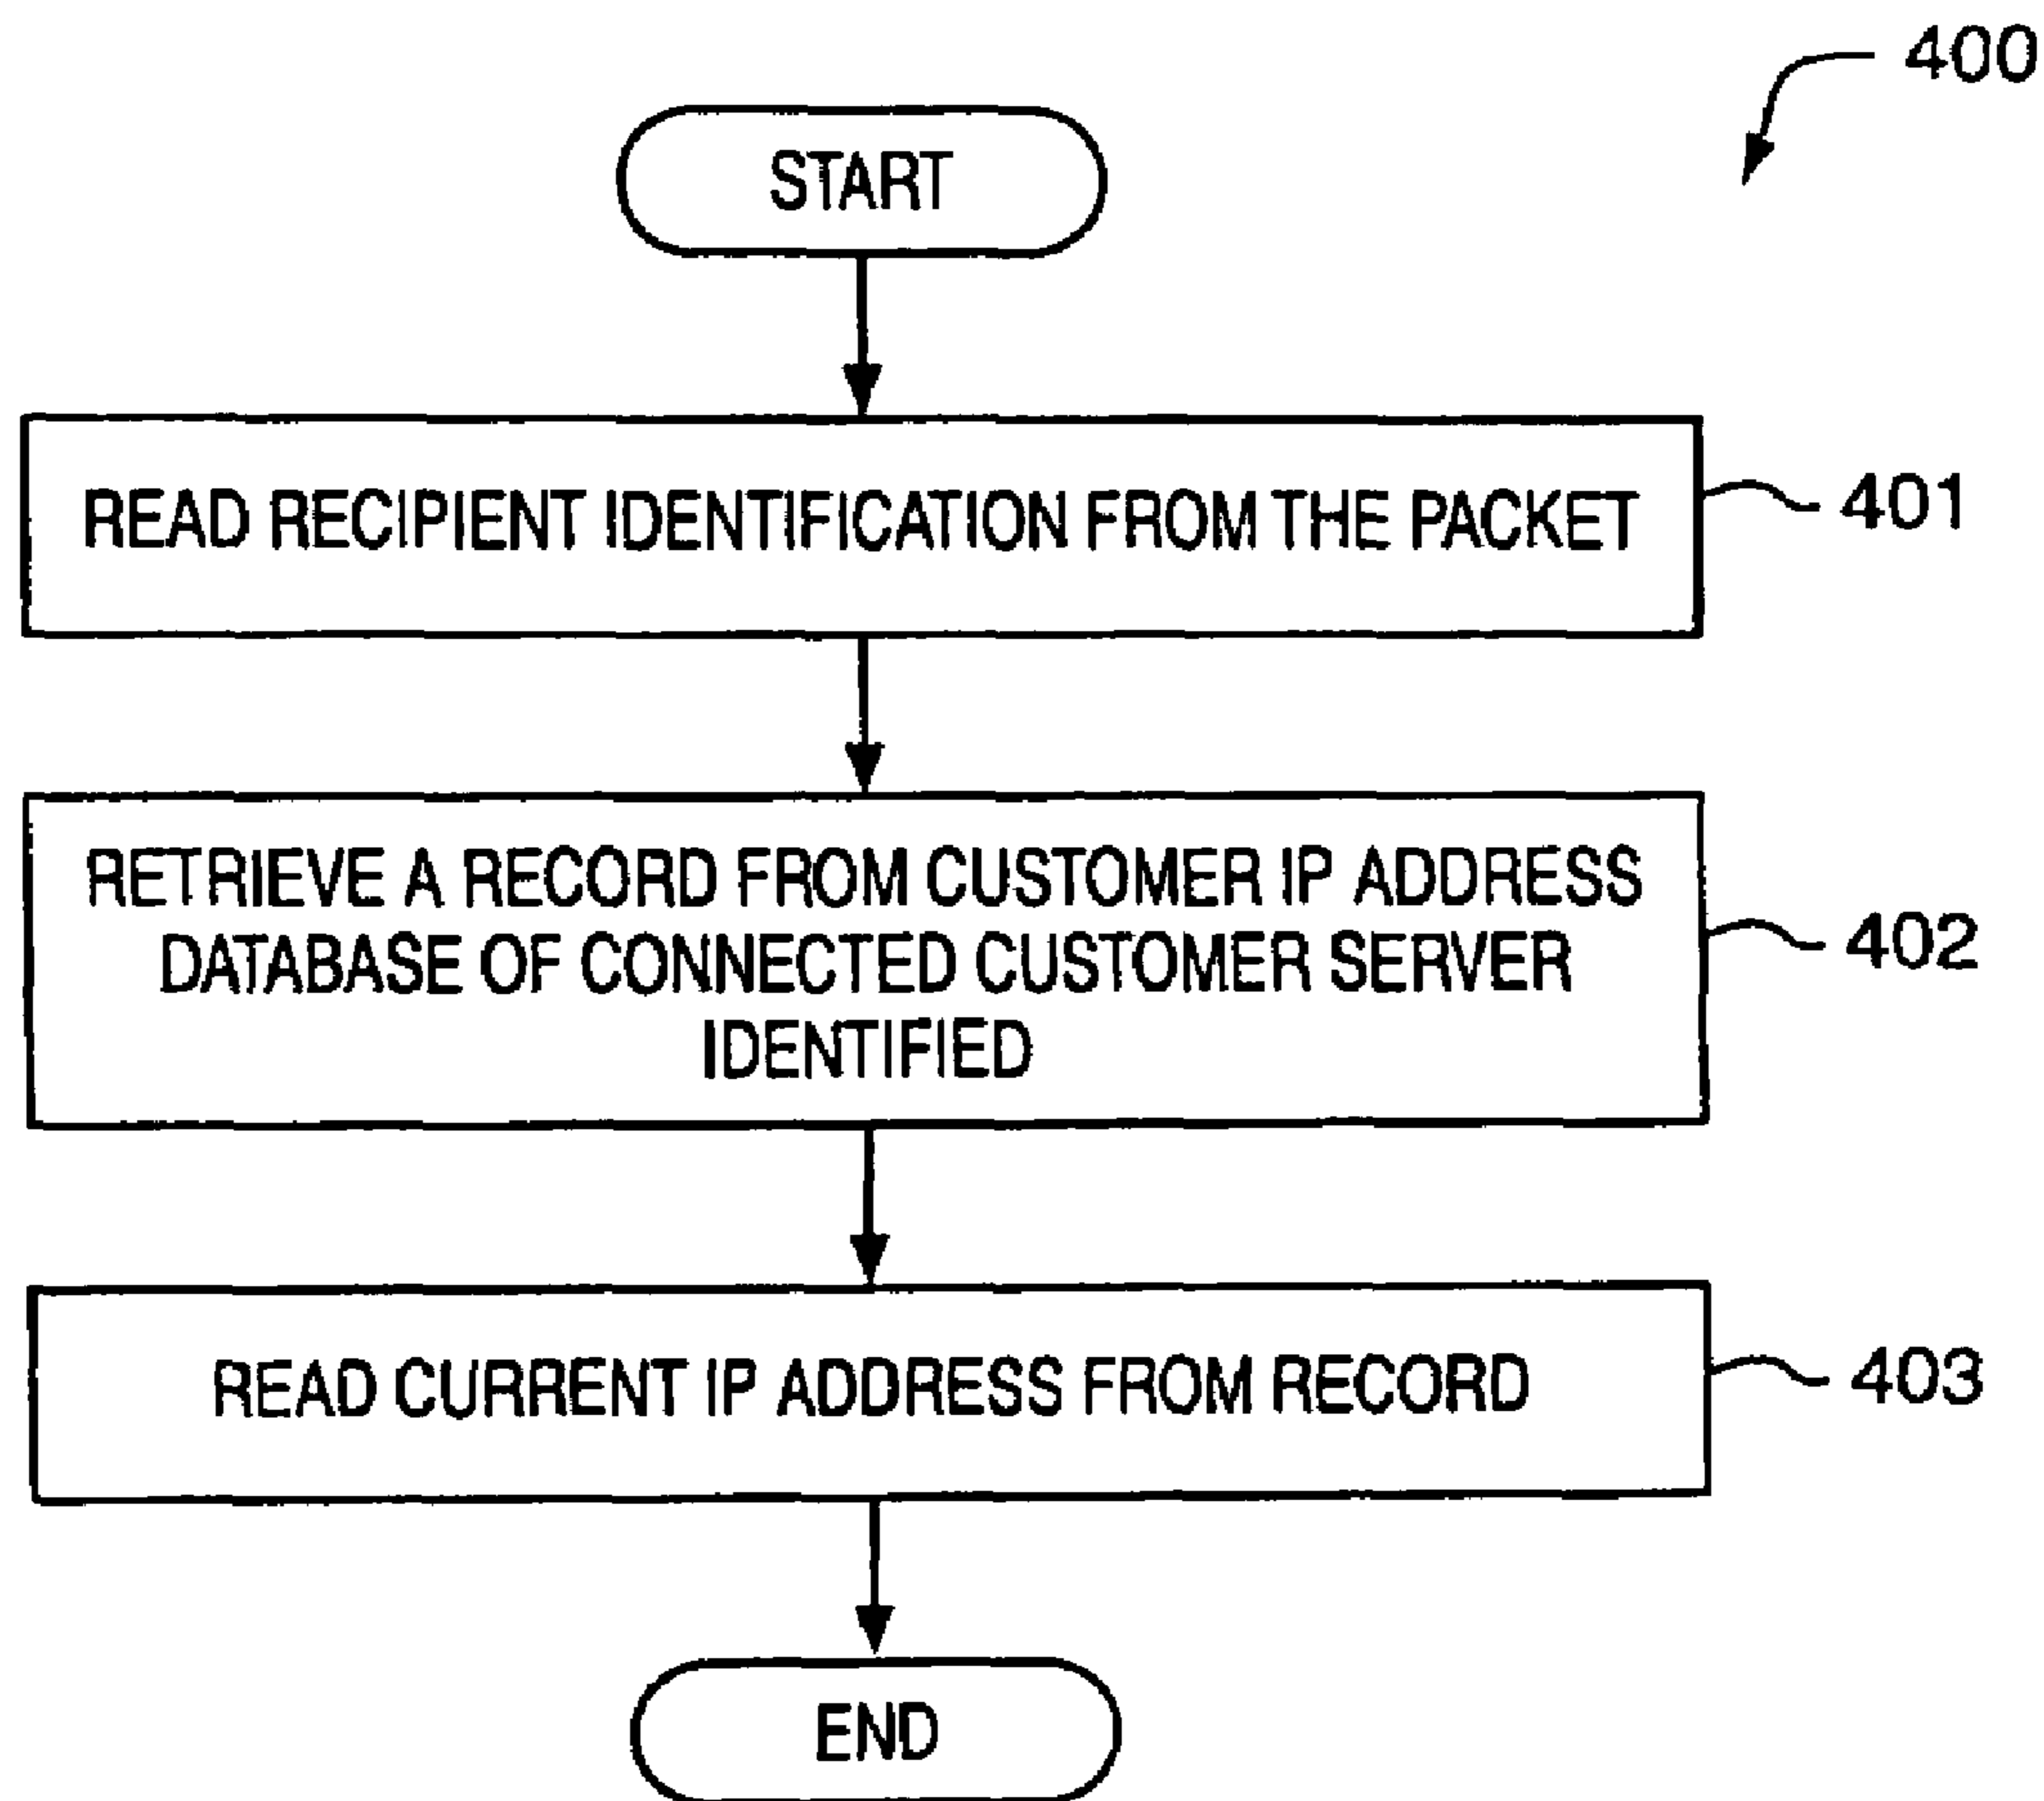 400
START
READ RECIPIENT IDENTIFICATION FROM THE PACKET
401
RETRIEVE A RECORD FROM CUSTOMER IP ADDRESS
DATABASE OF CONNECTED CUSTOMER SERVER
IDENTIFIED
402
READ CURRENT IP ADDRESS FROM RECORD
403
END